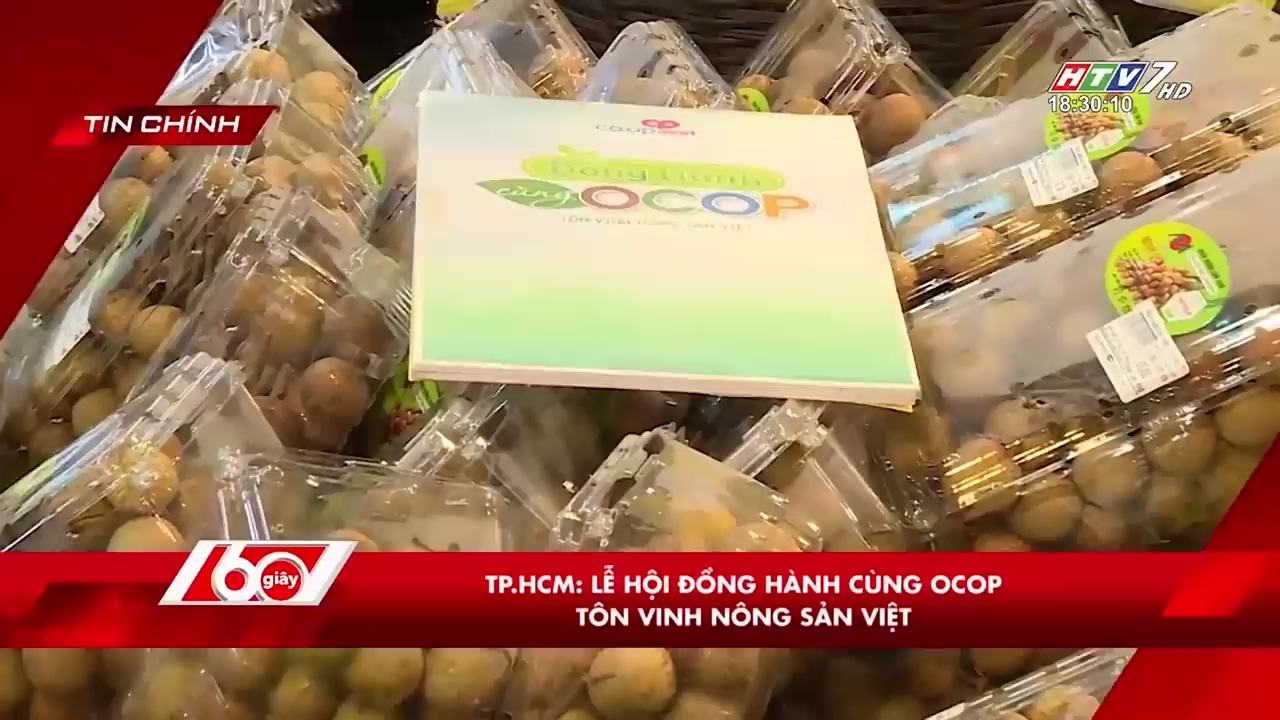 HTV7 HD
18:30:10
TIN CHÍNH
co.opmart
Đồng Hành
cùng OCOP
TÔN VINH NÔNG SẢN VIỆT
60 giây
TP.HCM: LỄ HỘI ĐỒNG HÀNH CÙNG OCOP
TÔN VINH NÔNG SẢN VIỆT